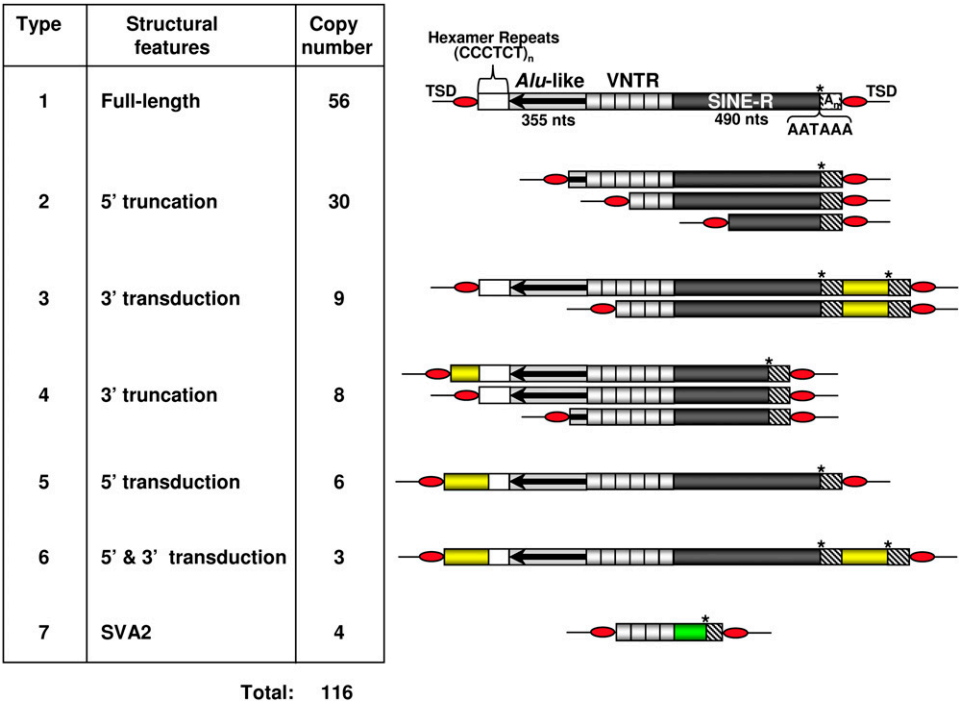 Type Structural features Copy number
Hexamer Repeats
(CCCTCT)n
Alu-like VNTR
1 Full-length 56
TSD SINE-R An TSD
355 nts 490 nts
*
AATAAA
2 5' truncation 30
*
3 3' transduction 9
* *
4 3' truncation 8
*
5 5' transduction 6
*
6 5' & 3' transduction 3
* *
7 SVA2 4
*
Total: 116